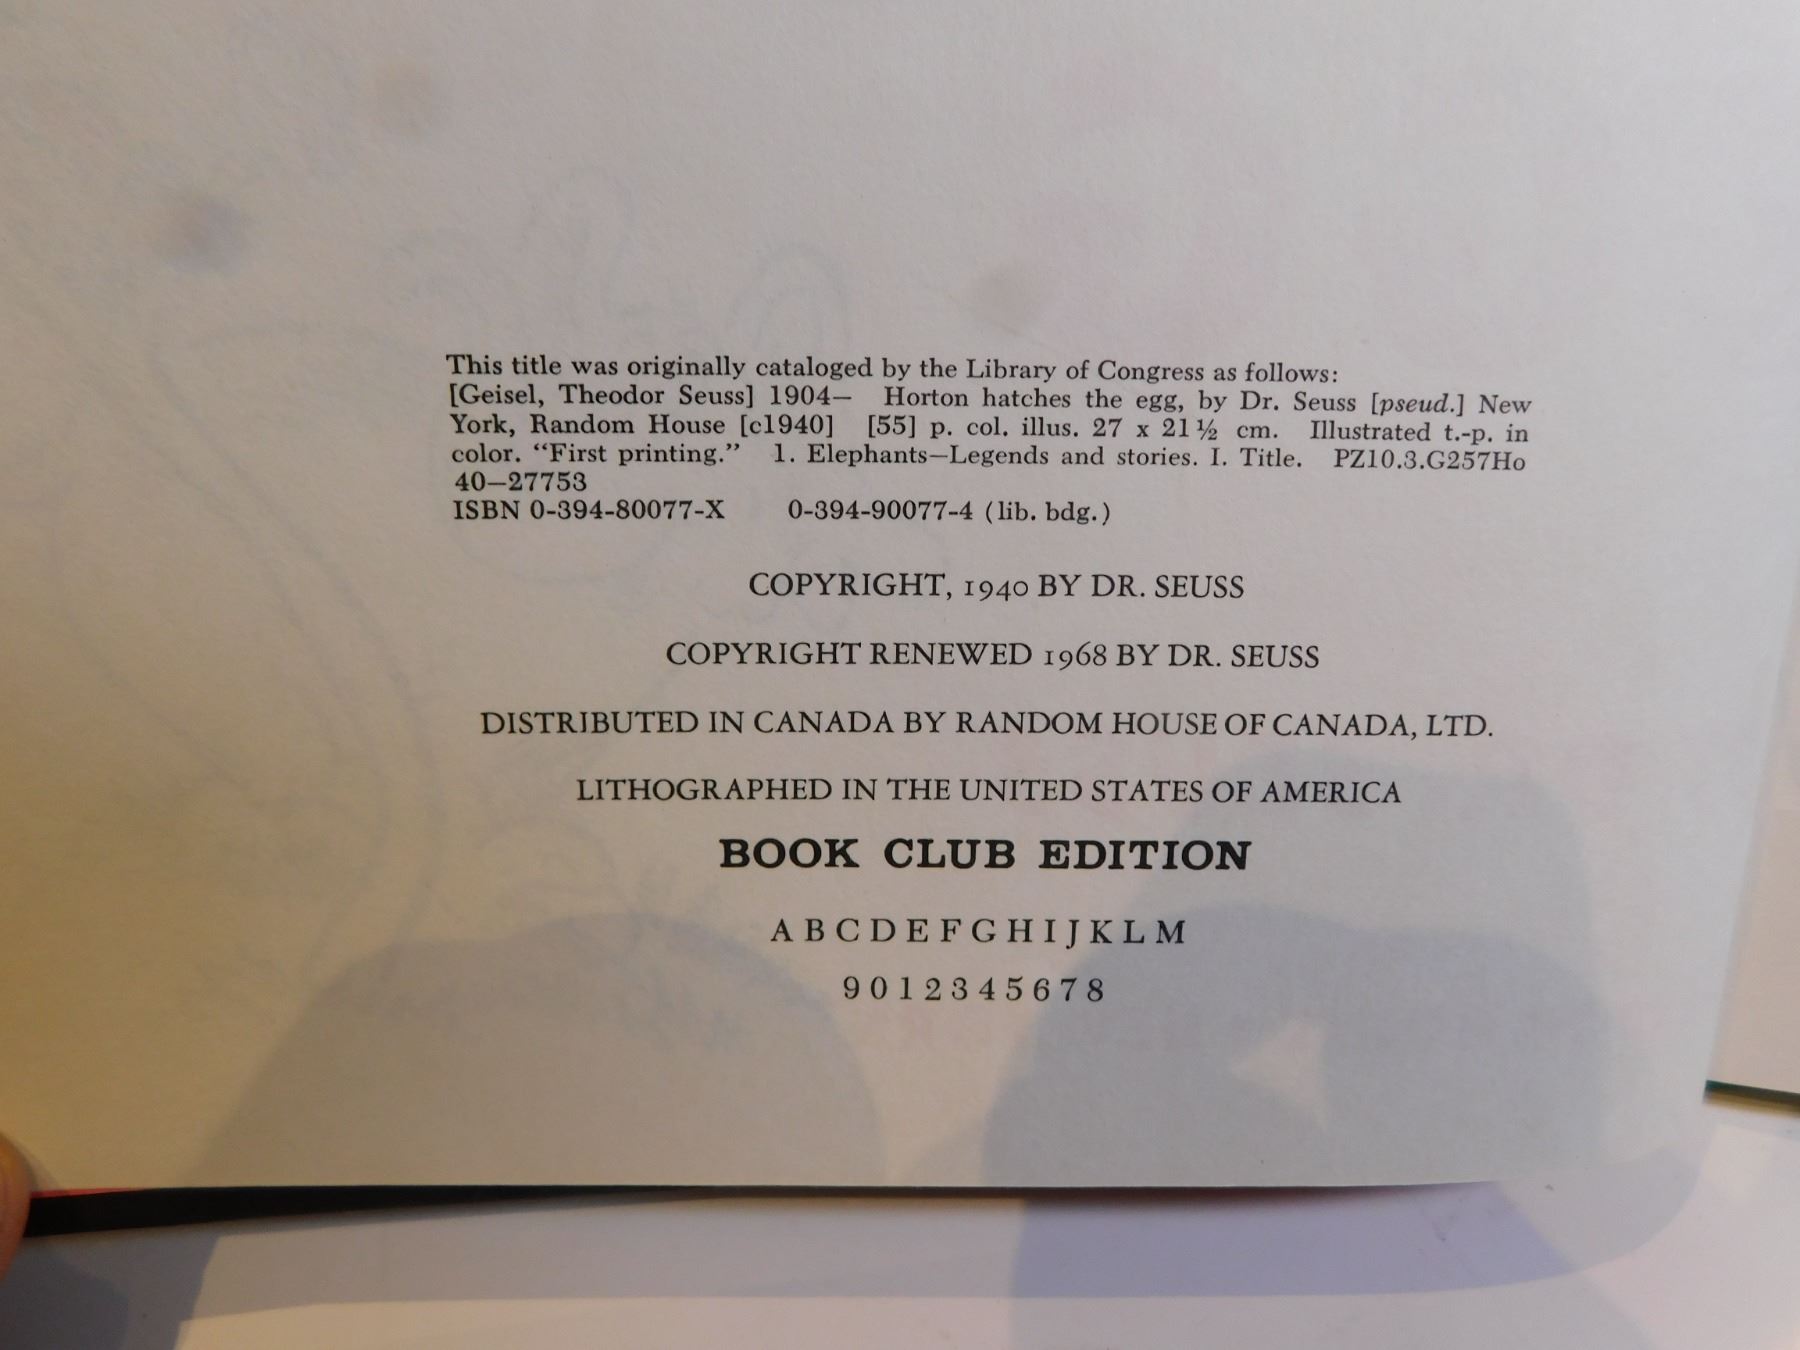 This title was originally cataloged by the Library of Congress as follows:
[Geisel, Theodor Seuss] 1904— Horton hatches the egg, by Dr. Seuss [pseud.] New
York, Random House [c1940] [55] p. col. illus. 27 x 21½ cm. Illustrated t.-p. in
color. “First printing.” 1. Elephants—Legends and stories. I. Title. PZ10.3.G257Ho
40—27753
ISBN 0-394-80077-X 0-394-90077-4 (lib. bdg.)
COPYRIGHT, 1940 BY DR. SEUSS
COPYRIGHT RENEWED 1968 BY DR. SEUSS
DISTRIBUTED IN CANADA BY RANDOM HOUSE OF CANADA, LTD.
LITHOGRAPHED IN THE UNITED STATES OF AMERICA
BOOK CLUB EDITION
A B C D E F G H I J K L M
9 0 1 2 3 4 5 6 7 8